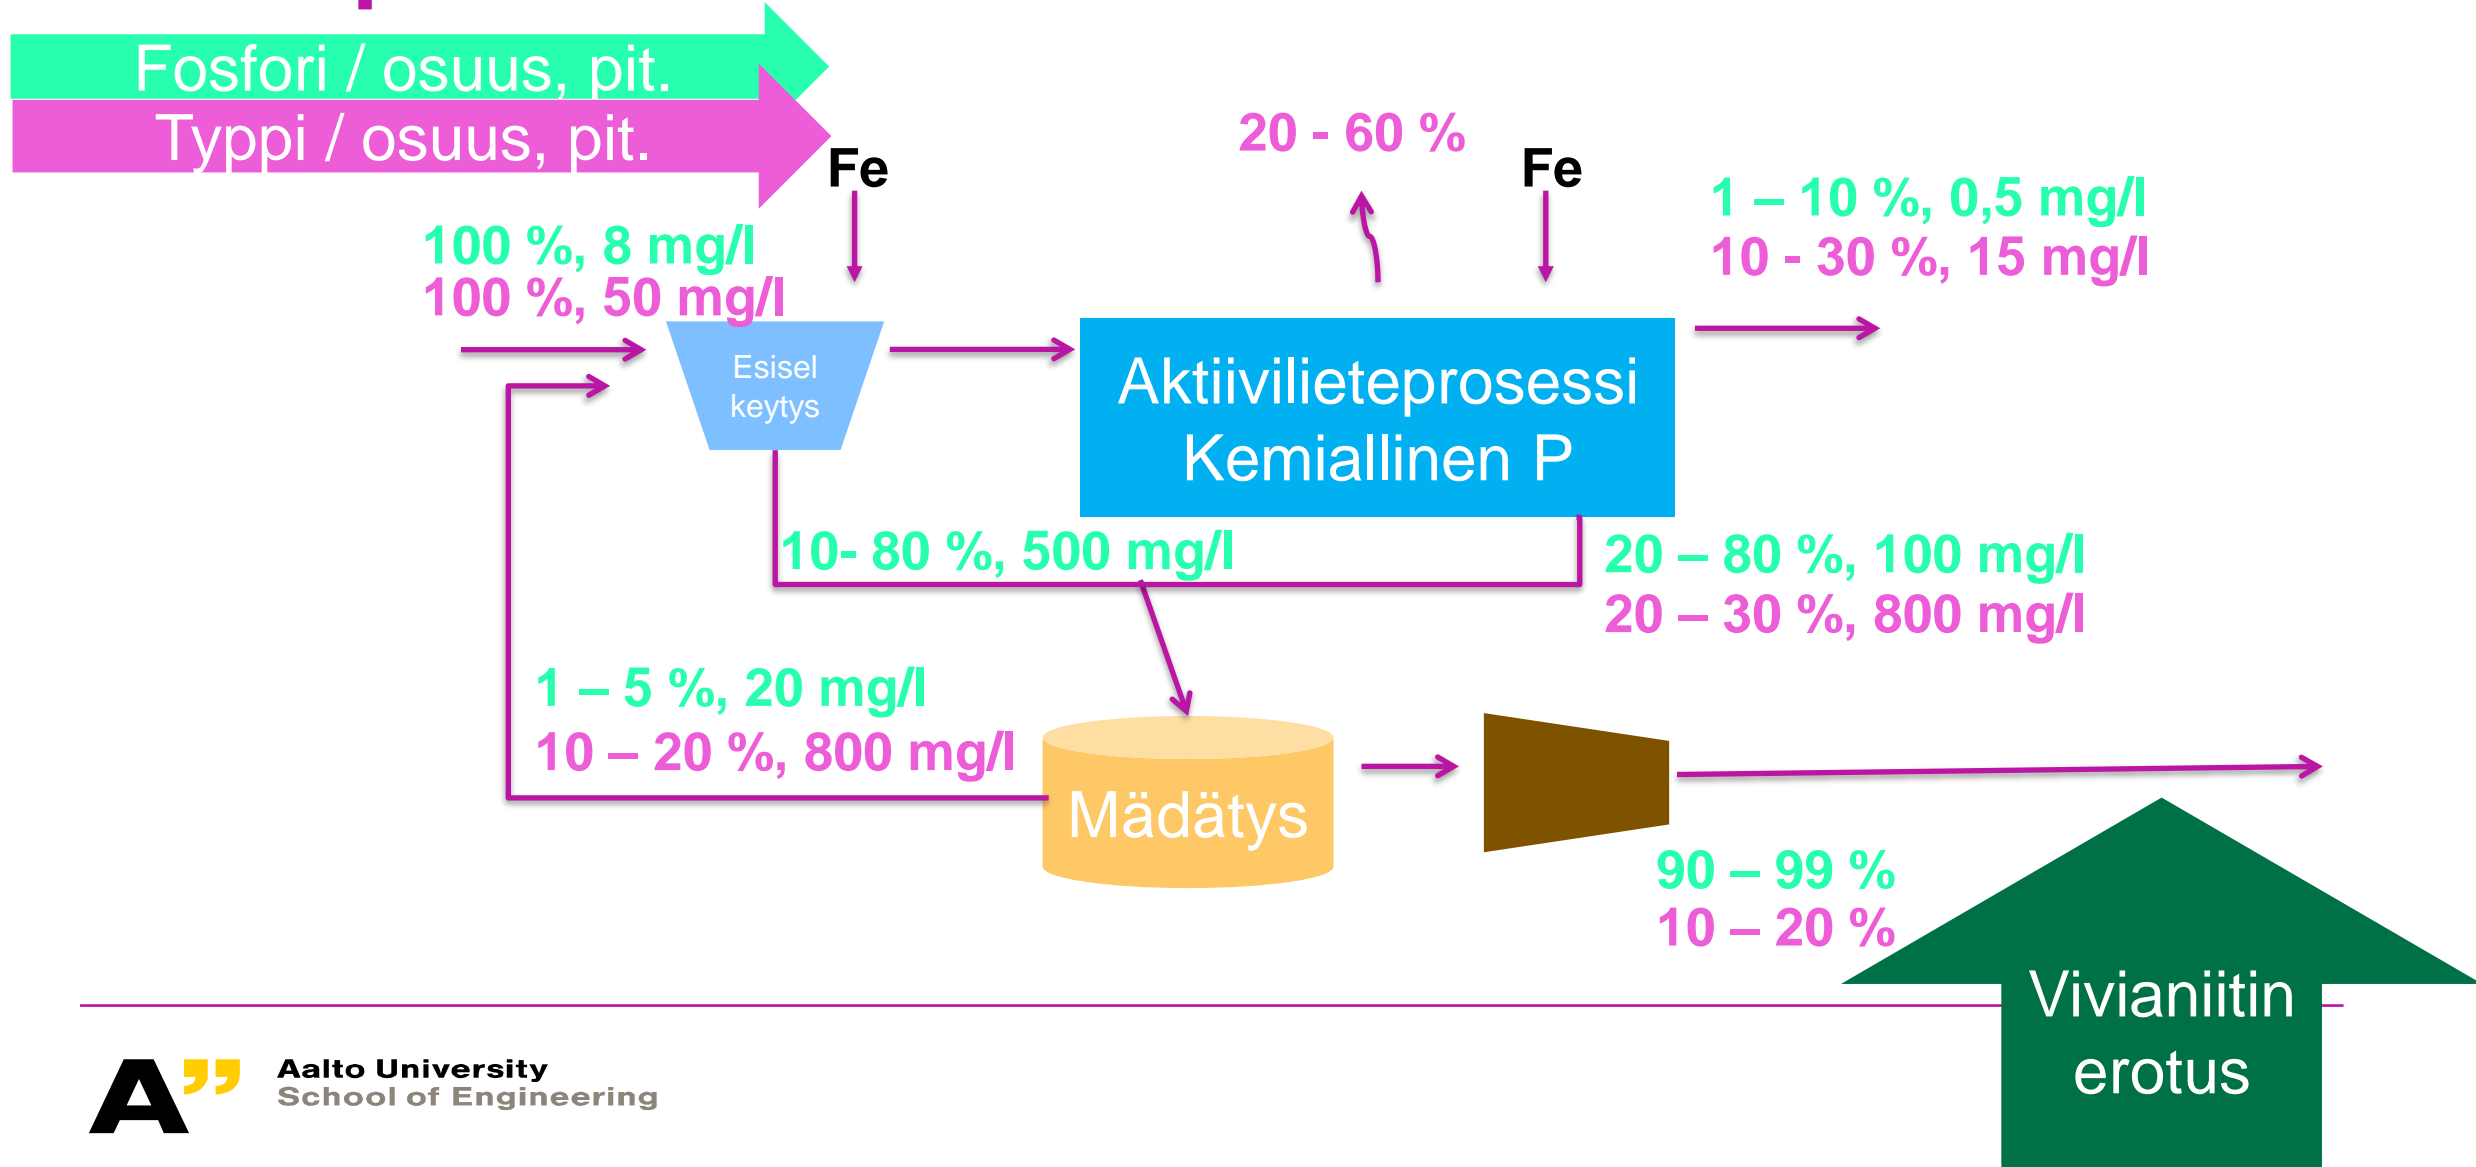 Fosfori / osuus, pit.
Typpi / osuus, pit.
Fe
20 - 60 %
Fe
1 – 10 %, 0,5 mg/l
10 - 30 %, 15 mg/l
100 %, 8 mg/l
100 %, 50 mg/l
Esisel
keytys
Aktiivilieteprosessi
Kemiallinen P
10- 80 %, 500 mg/l
20 – 80 %, 100 mg/l
20 – 30 %, 800 mg/l
1 – 5 %, 20 mg/l
10 – 20 %, 800 mg/l
Mädätys
90 – 99 %
10 – 20 %
Vivianiitin
erotus
A”
Aalto University
School of Engineering